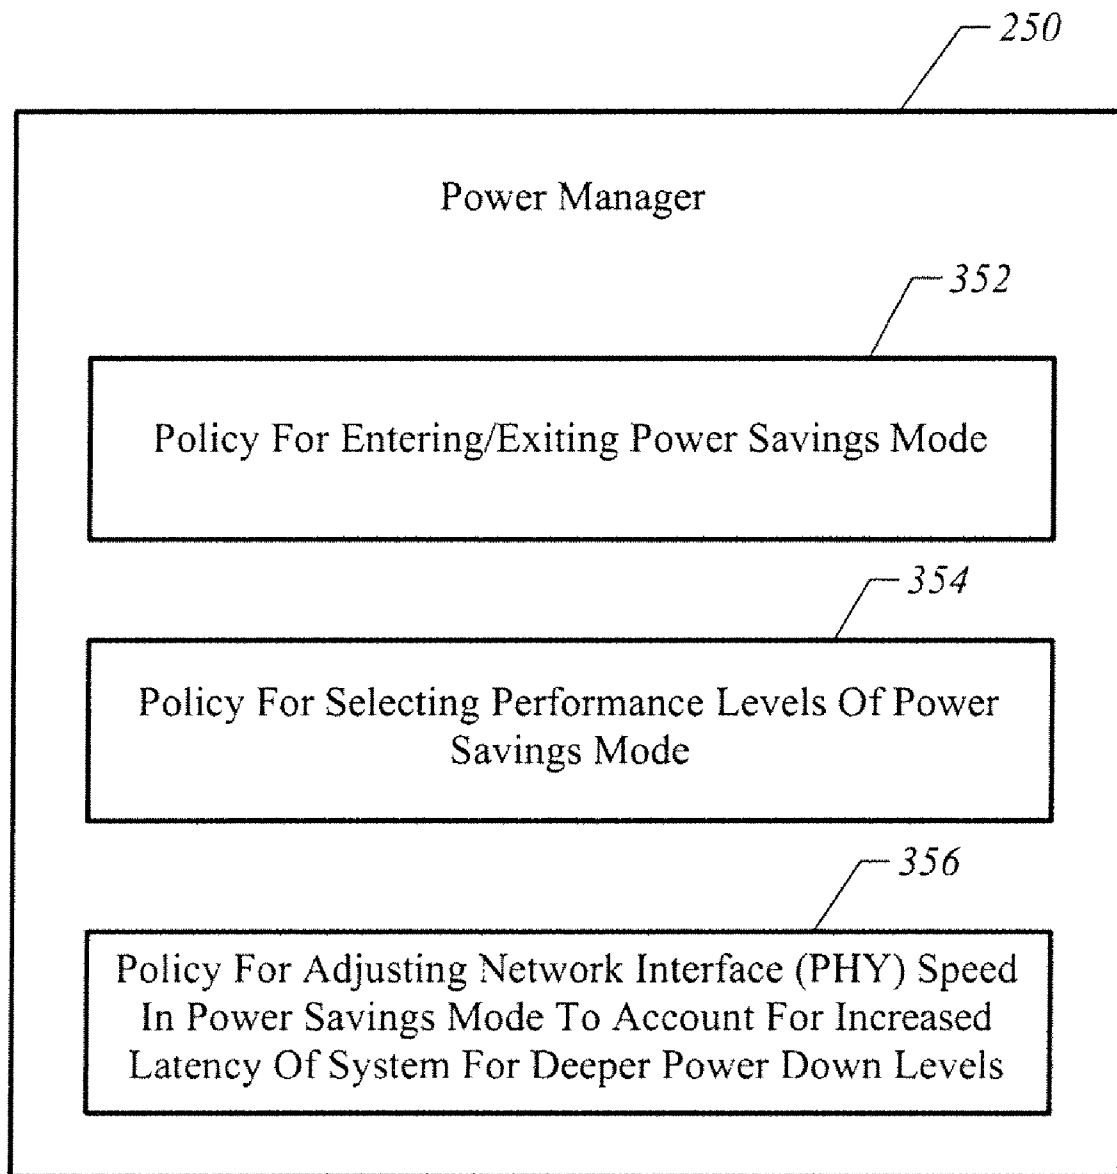 250
Power Manager
352
Policy For Entering/Exiting Power Savings Mode
354
Policy For Selecting Performance Levels Of Power
Savings Mode
356
Policy For Adjusting Network Interface (PHY) Speed
In Power Savings Mode To Account For Increased
Latency Of System For Deeper Power Down Levels